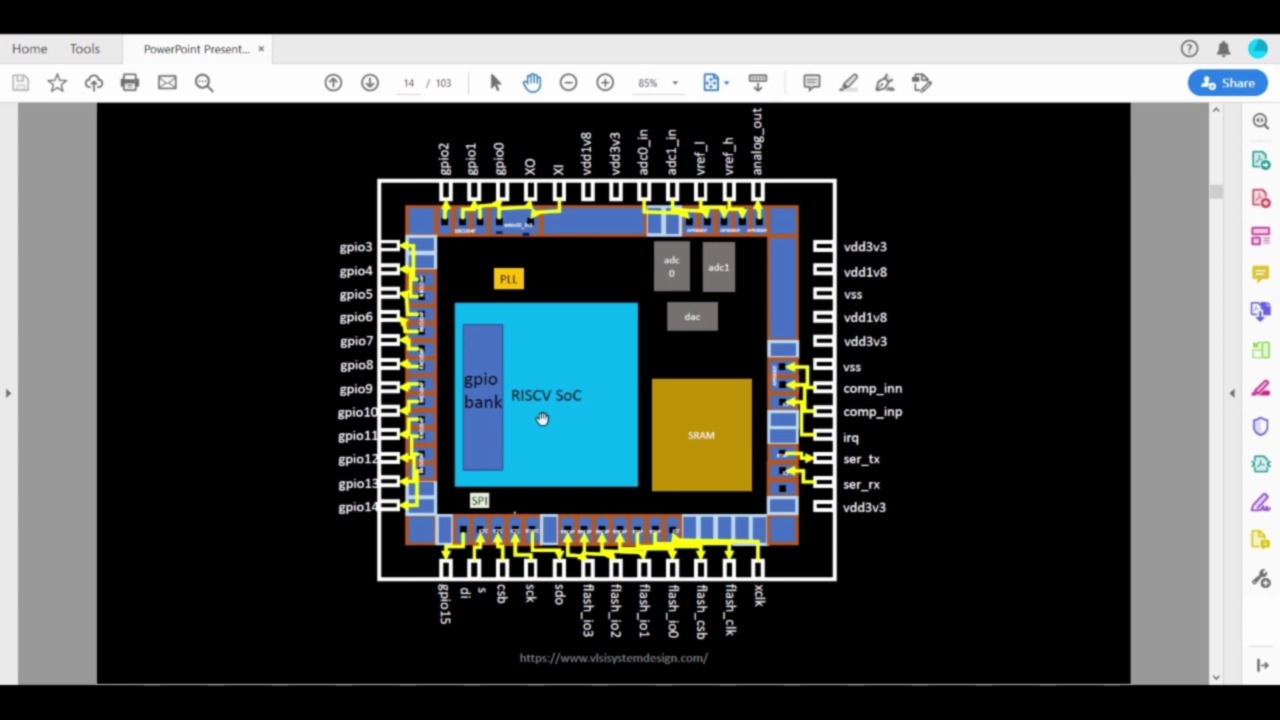 Home Tools PowerPoint Present... ×
14 / 103 85% Share
gpio2
gpio1
gpio0
XO
XI
vdd1v8
vdd3v3
adc0_in
adc1_in
vref_l
vref_h
analog_out
gpio3
gpio4
gpio5
gpio6
gpio7
gpio8
gpio9
gpio10
gpio11
gpio12
gpio13
gpio14
PLL
adc
0
adc1
dac
gpio
bank
RISCV SoC
SRAM
SPI
vdd3v3
vdd1v8
vss
vdd1v8
vdd3v3
vss
comp_inn
comp_inp
irq
ser_tx
ser_rx
vdd3v3
gpio15
di
s
csb
sck
sdo
flash_io3
flash_io2
flash_io1
flash_io0
flash_csb
flash_clk
xclk
https://www.vlsisystemdesign.com/